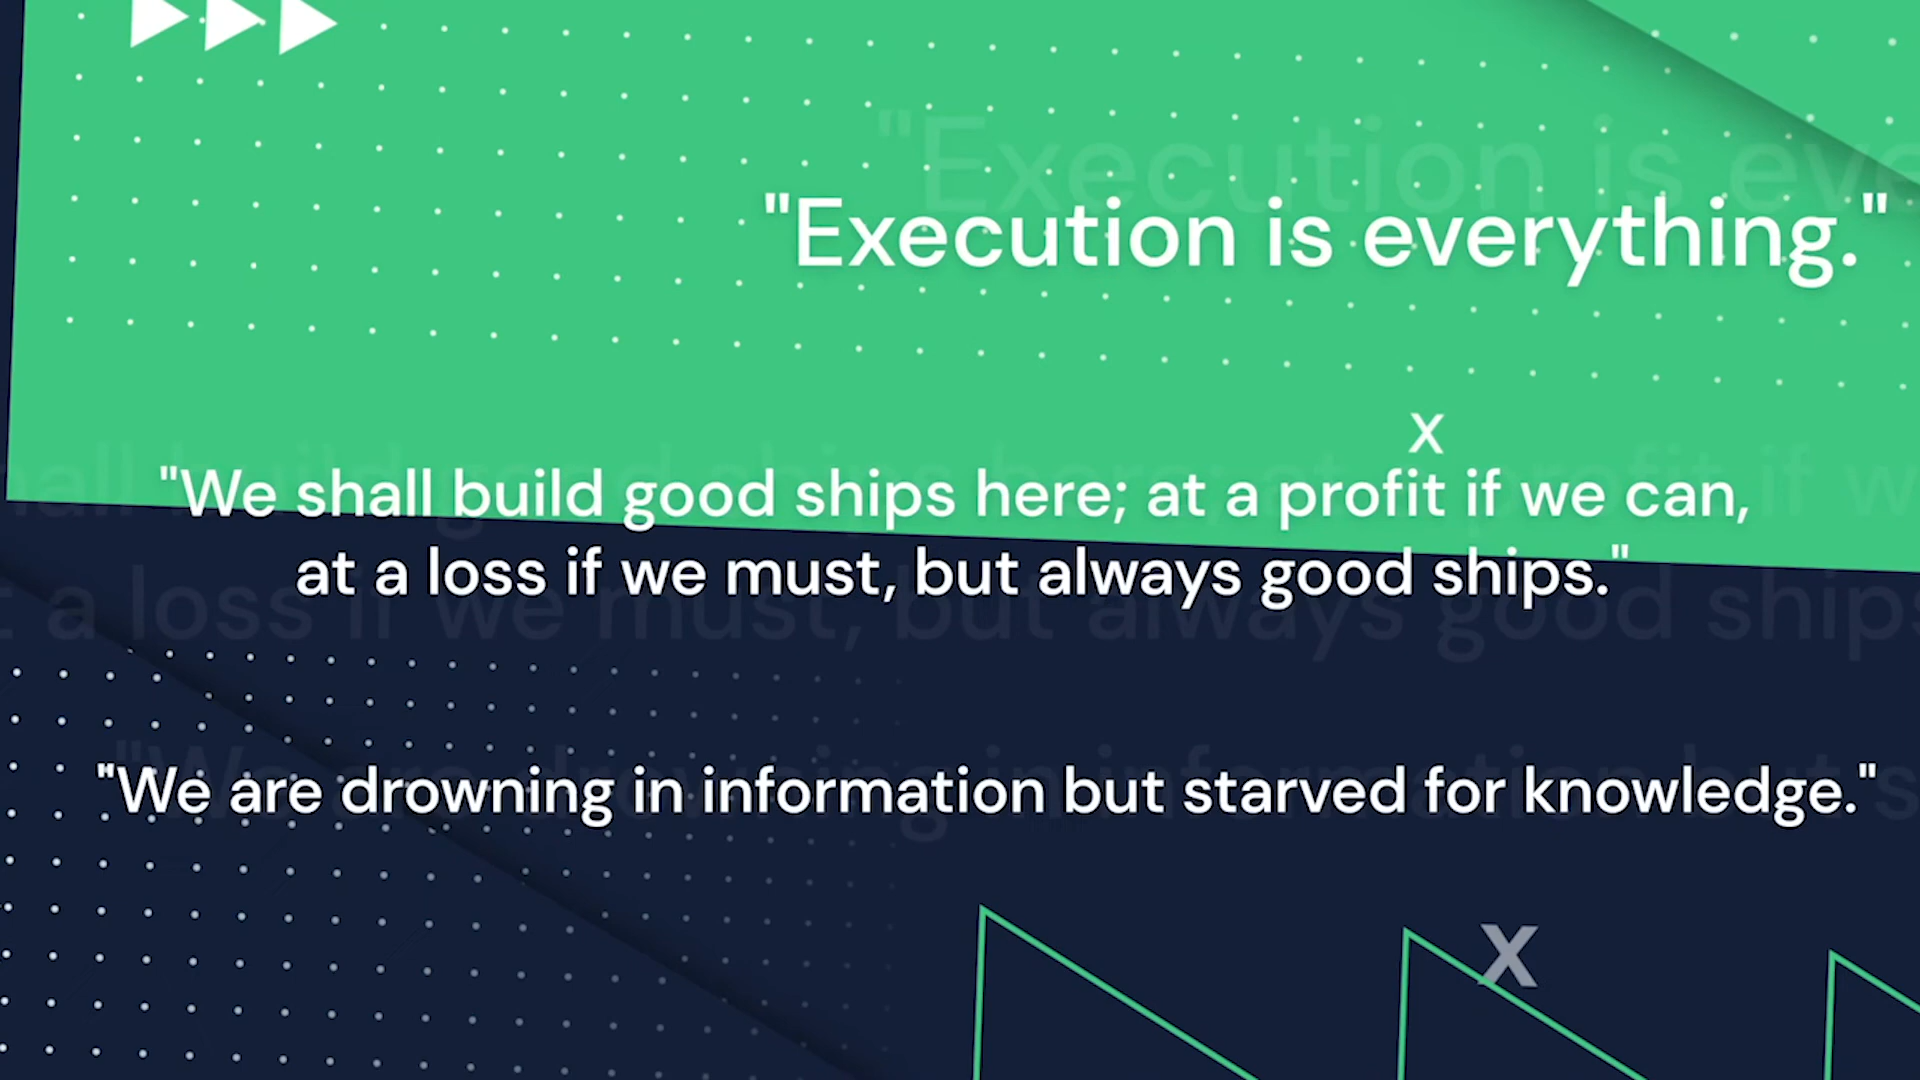 "Execution is everything."
x
"We shall build good ships here; at a profit if we can,
at a loss if we must, but always good ships."
"We are drowning in information but starved for knowledge."
x